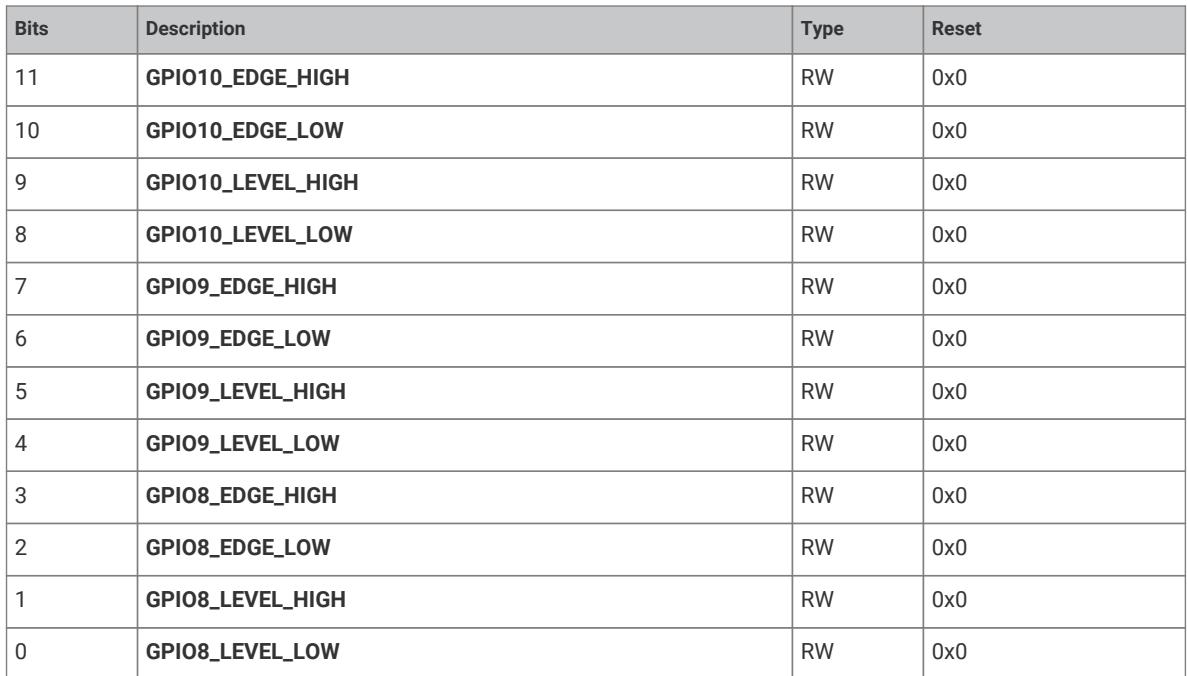 Bits Description Type Reset
11 GPIO10_EDGE_HIGH RW 0x0
10 GPIO10_EDGE_LOW RW 0x0
9 GPIO10_LEVEL_HIGH RW 0x0
8 GPIO10_LEVEL_LOW RW 0x0
7 GPIO9_EDGE_HIGH RW 0x0
6 GPIO9_EDGE_LOW RW 0x0
5 GPIO9_LEVEL_HIGH RW 0x0
4 GPIO9_LEVEL_LOW RW 0x0
3 GPIO8_EDGE_HIGH RW 0x0
2 GPIO8_EDGE_LOW RW 0x0
1 GPIO8_LEVEL_HIGH RW 0x0
0 GPIO8_LEVEL_LOW RW 0x0